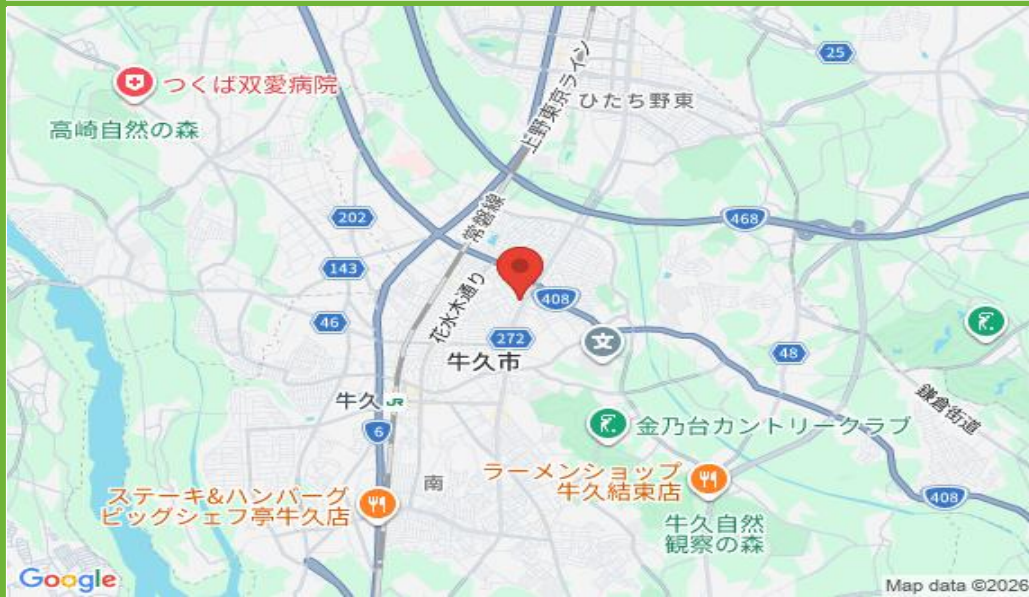 25
つくば双愛病院
上野東京ライン
ひたち野東
高崎自然の森
202
常磐線
468
143
花水木通り
408
46
272
文
48
牛久市
牛久 JR
鎌倉街道
6
金乃台カントリークラブ
南
ラーメンショップ
牛久結束店
ステーキ&ハンバーグ
ビッグシェフ亭牛久店
408
牛久自然
観察の森
Google
Map data ©2026